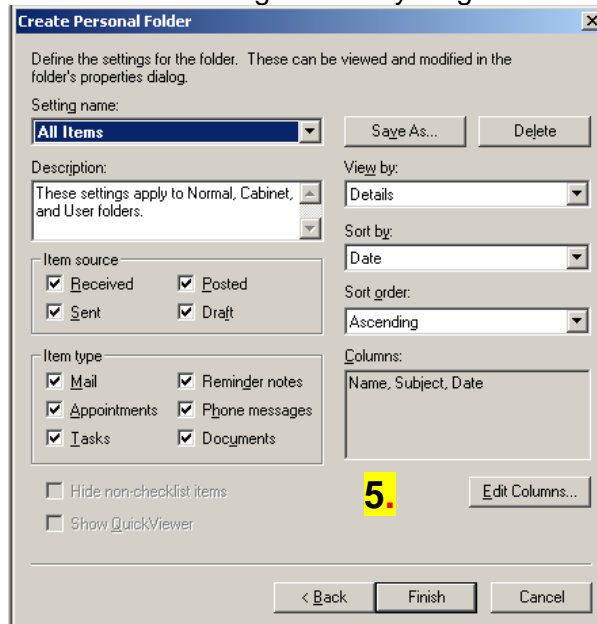 Create Personal Folder
Define the settings for the folder. These can be viewed and modified in the
folder's properties dialog.
Setting name:
All Items
Save As...
Delete
Description:
These settings apply to Normal, Cabinet,
and User folders.
View by:
Details
Sort by:
Date
Sort order:
Ascending
Item source
Received
Posted
Sent
Draft
Item type
Mail
Reminder notes
Appointments
Phone messages
Tasks
Documents
Columns:
Name, Subject, Date
Hide non-checklist items
Show QuickViewer
5.
Edit Columns...
< Back
Finish
Cancel